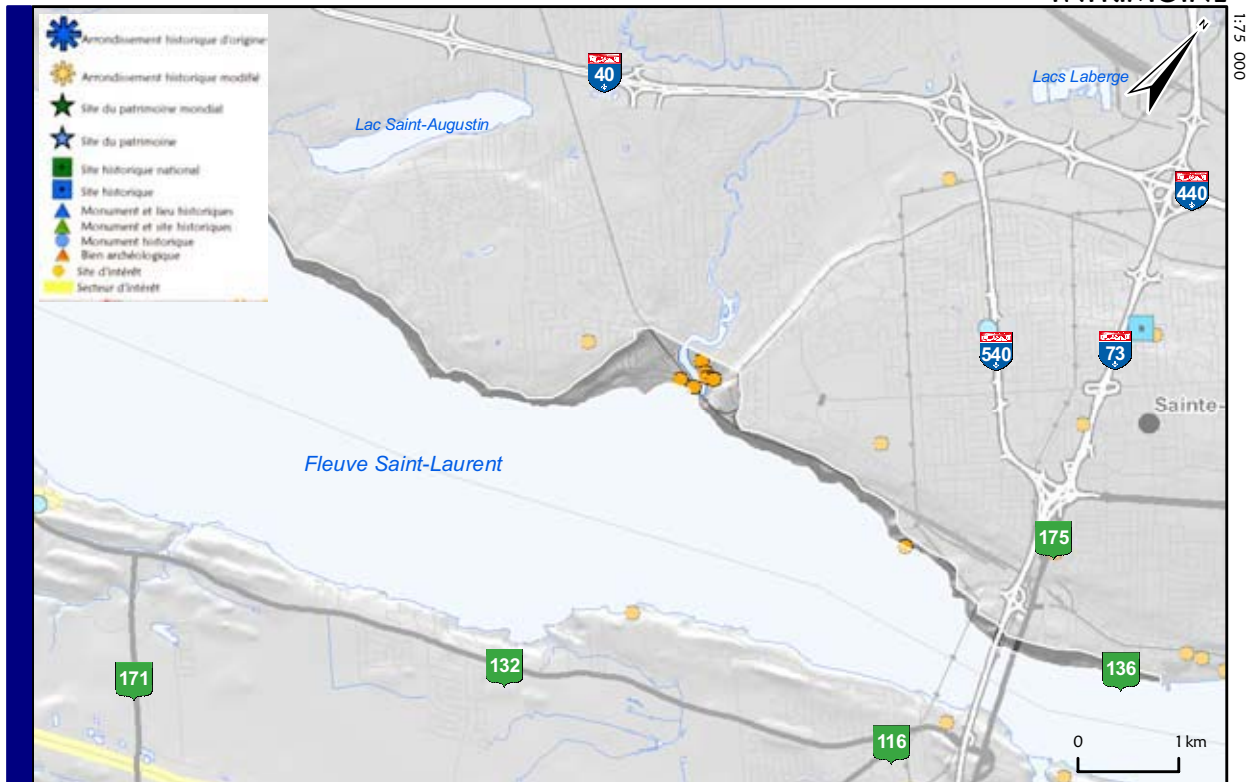 PATRIMOINE
1:75 000
Arrondissement historique d'origine
Arrondissement historique modifié
Site du patrimoine mondial
Site du patrimoine
Site historique national
Site historique
Monument et lieu historiques
Monument et site historiques
Monument historique
Bien archéologique
Site d'intérêt
Secteur d'intérêt
N
40
Lacs Laberge
Lac Saint-Augustin
440
540
73
Sainte-
Fleuve Saint-Laurent
175
171
132
136
116
0 1 km